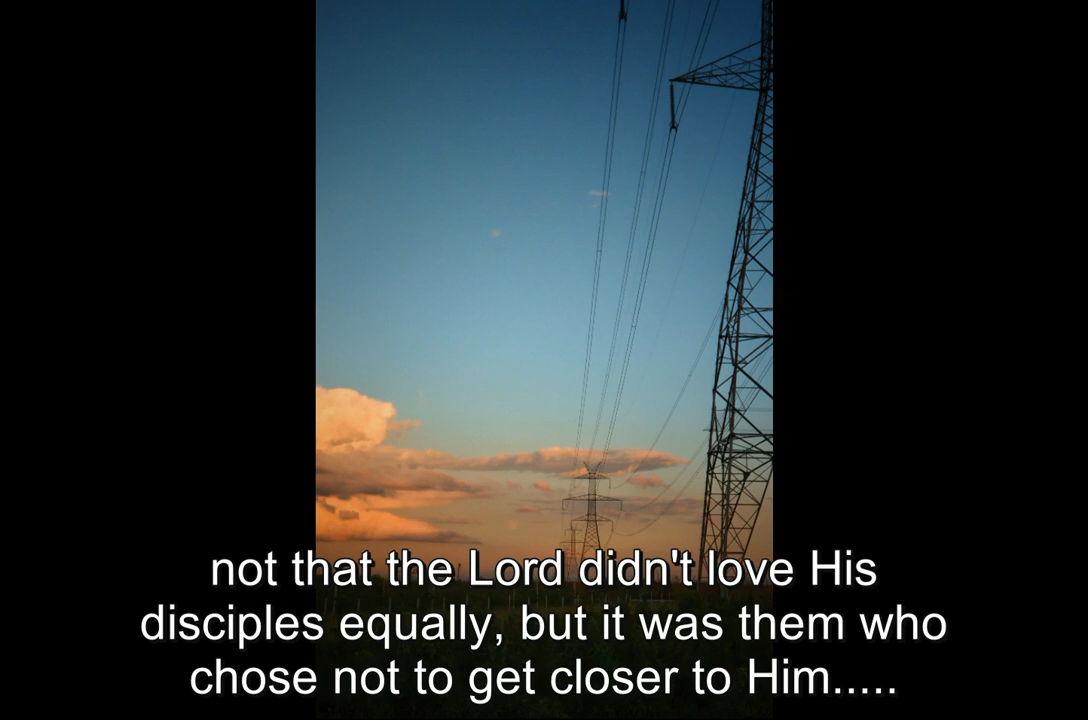 not that the Lord didn't love His
disciples equally, but it was them who
chose not to get closer to Him.....